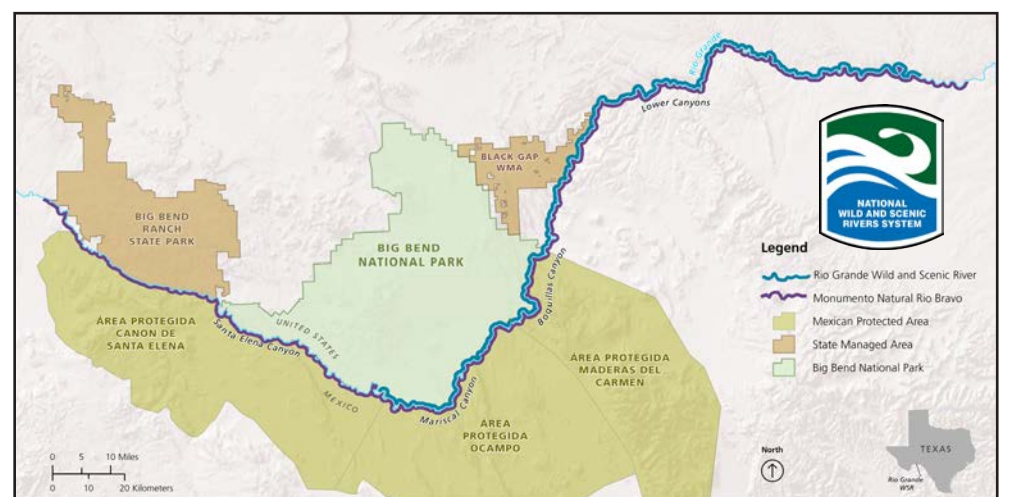 Rio Grande
Lower Canyons
BLACK GAP
WMA
BIG BEND
RANCH
STATE PARK
BIG BEND
NATIONAL PARK
NATIONAL
WILD AND SCENIC
RIVERS SYSTEM
Legend
Rio Grande Wild and Scenic River
Monumento Natural Rio Bravo
Mexican Protected Area
State Managed Area
Big Bend National Park
Boquillas Canyon
ÁREA PROTEGIDA
CANON DE
SANTA ELENA
Santa Elena Canyon
UNITED STATES
MEXICO
Mariscal Canyon
ÁREA PROTEGIDA
MADERAS DEL
CARMEN
ÁREA
PROTEGIDA
OCAMPO
0 5 10 Miles
0 10 20 Kilometers
North
TEXAS
Rio Grande
WSR